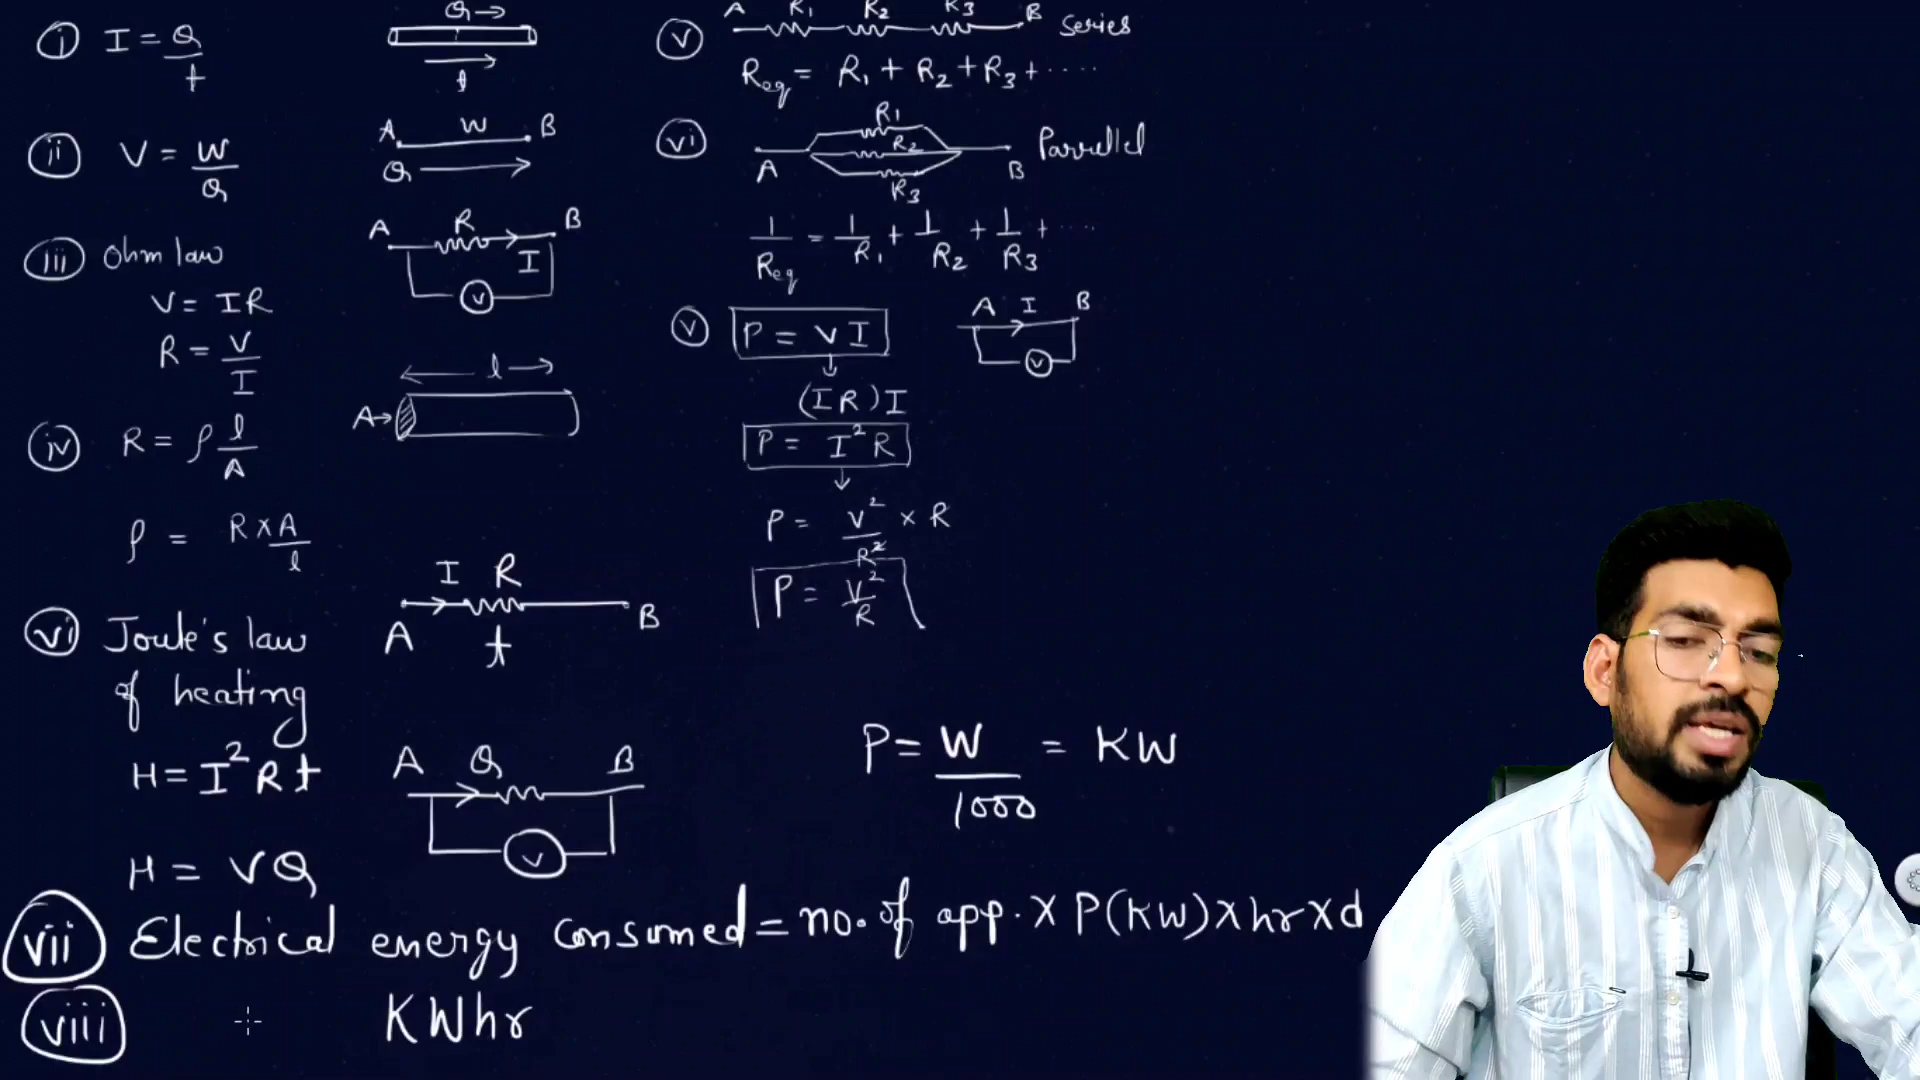 i I = Q/t
Q →
t
ii V = W/Q
A W B
Q
iii Ohm law
V = IR
R = V/I
A R B
I
V
iv R = ρ l/A
l
A→
ρ = R×A/l
vi Joule's law
of heating
H = I²Rt
I R
A t B
H = VQ
A Q B
V
v A R₁ R₂ R₃ B Series
Req = R₁ + R₂ + R₃ + ....
vi R₁
R₂
A B Parrallel
R₃
1/Req = 1/R₁ + 1/R₂ + 1/R₃ + ....
v P = VI
A I B
V
(IR)I
P = I²R
P = V²/R² × R
P = V²/R
P = W/1000 = KW
vii Electrical energy consumed = no. of app. × P(KW)×hr×d
viii KWhr